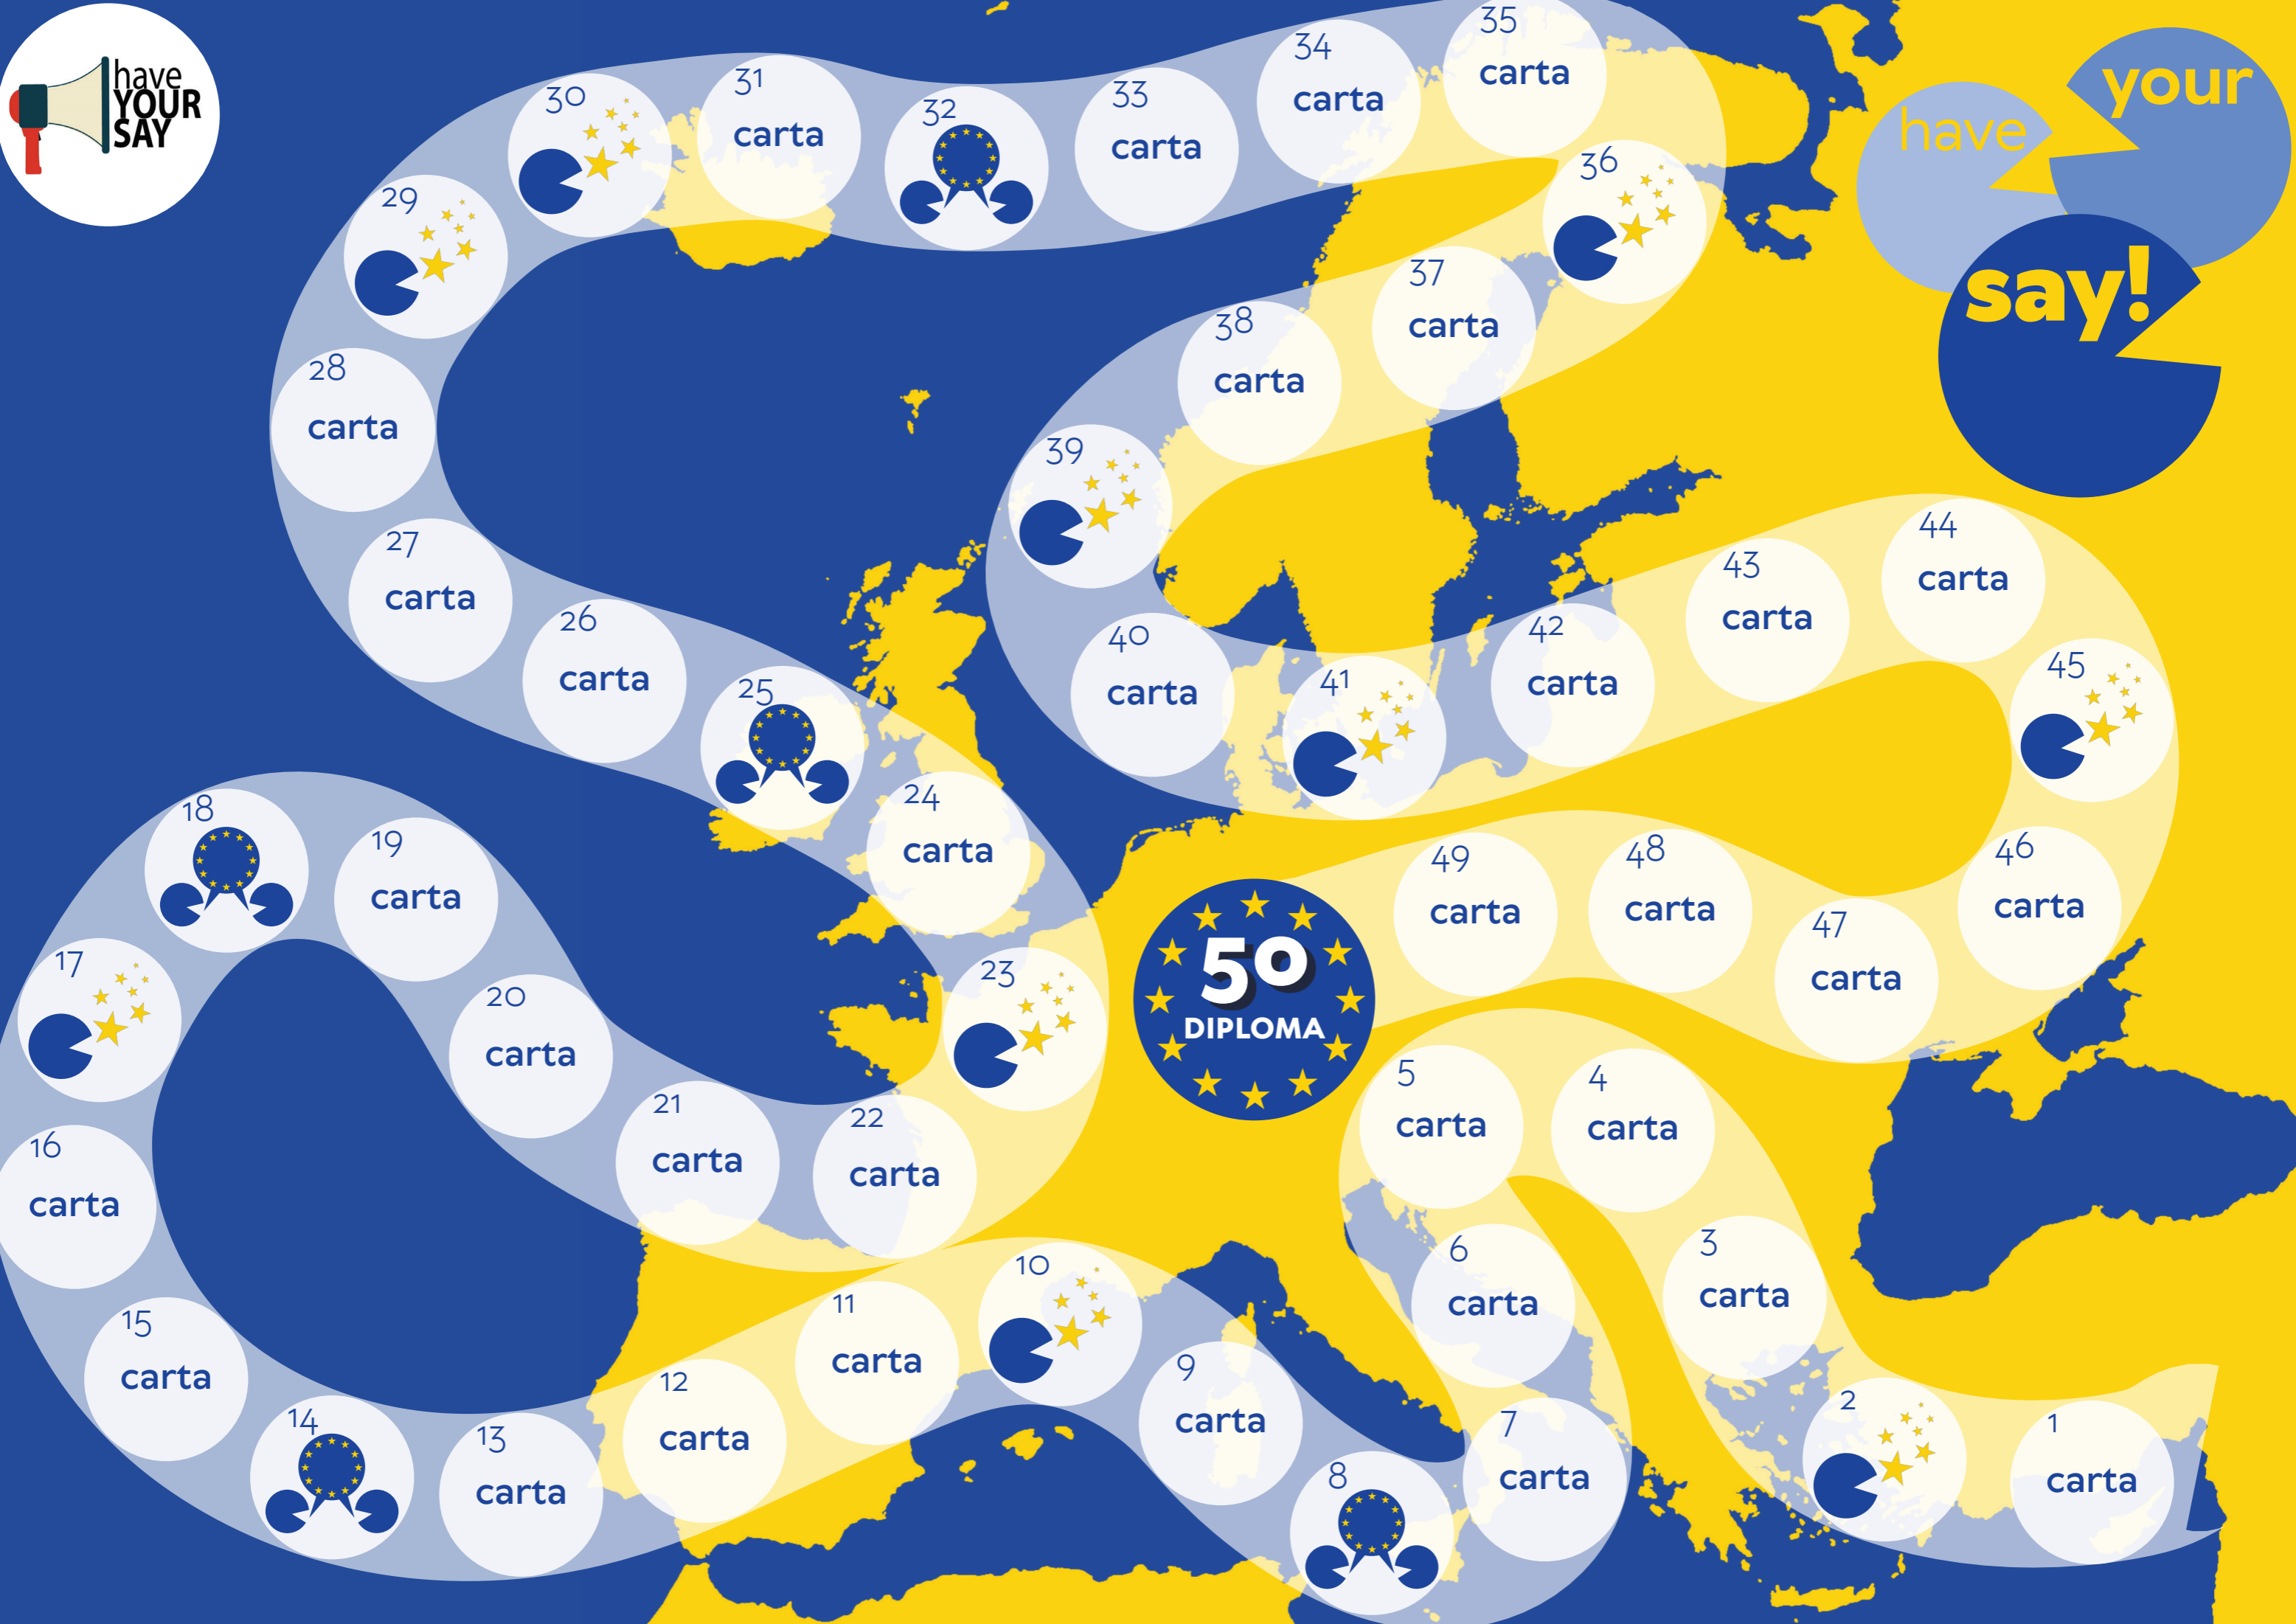 have
YOUR
SAY
have
your
say!
1
carta
2
3
carta
4
carta
5
carta
6
carta
7
carta
8
9
carta
10
11
carta
12
carta
13
carta
14
15
carta
16
carta
17
18
19
carta
20
carta
21
carta
22
carta
23
24
carta
25
26
carta
27
carta
28
carta
29
30
31
carta
32
33
carta
34
carta
35
carta
36
37
carta
38
carta
39
40
carta
41
42
carta
43
carta
44
carta
45
46
carta
47
carta
48
carta
49
carta
50
DIPLOMA